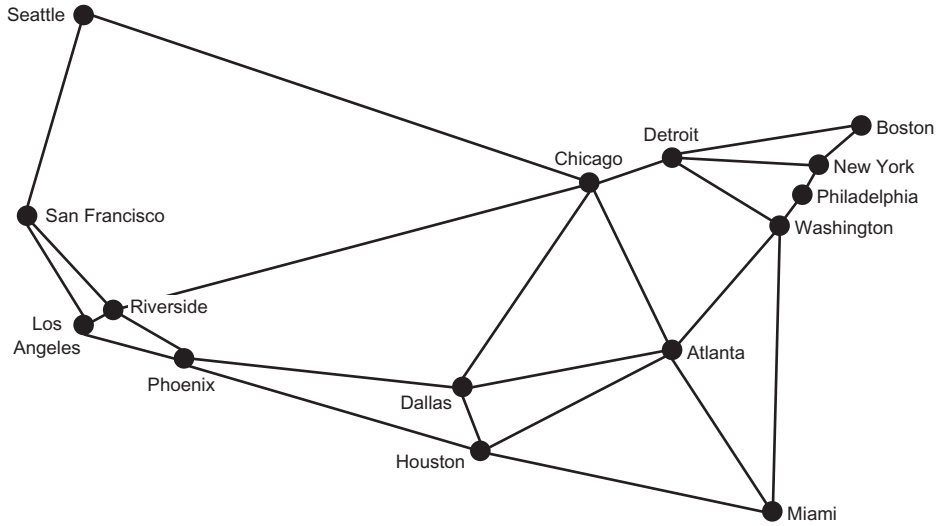 Seattle
Boston
Detroit
Chicago
New York
Philadelphia
San Francisco
Washington
Riverside
Los
Angeles
Phoenix
Atlanta
Dallas
Houston
Miami